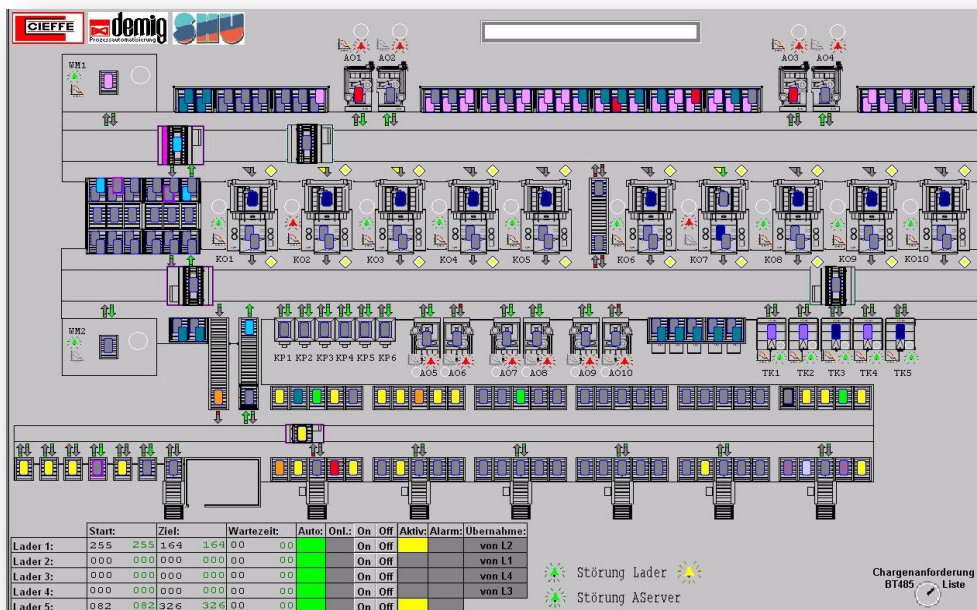 CIEFFE demig SHU
Prozessautomatisierung
AO1 AO2 AO3 AO4
WM1
KO1 KO2 KO3 KO4 KO5 KO6 KO7 KO8 KO9 KO10
WM2
KP1 KP2 KP3 KP4 KP5 KP6
AO5 AO6 AO7 AO8 AO9 AO10 TK1 TK2 TK3 TK4 TK5
Start: Ziel: Wartezeit: Auto: Onl.: On Off Aktiv: Alarm: Übernahme:
Lader 1: 255 255 164 164 00 00 On Off von L2
Lader 2: 000 000 000 000 00 00 On Off von L1
Lader 3: 000 000 000 000 00 00 On Off von L4
Lader 4: 000 000 000 000 00 00 On Off von L3
Lader 5: 082 082 326 326 00 00 On Off
Störung Lader
Störung AServer
Chargenanforderung
BT485 Liste